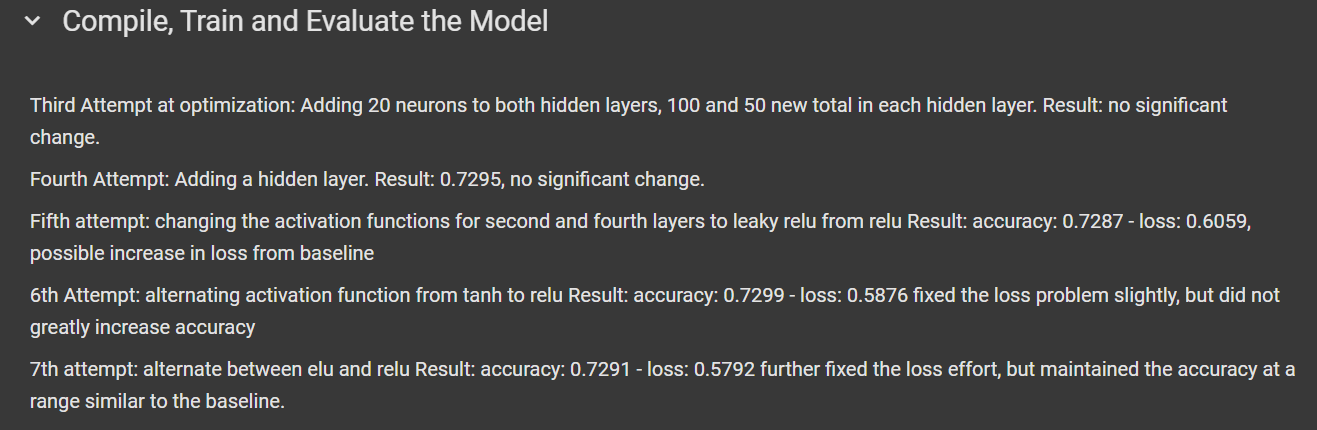 Compile, Train and Evaluate the Model
Third Attempt at optimization: Adding 20 neurons to both hidden layers, 100 and 50 new total in each hidden layer. Result: no significant
change.
Fourth Attempt: Adding a hidden layer. Result: 0.7295, no significant change.
Fifth attempt: changing the activation functions for second and fourth layers to leaky relu from relu Result: accuracy: 0.7287 - loss: 0.6059,
possible increase in loss from baseline
6th Attempt: alternating activation function from tanh to relu Result: accuracy: 0.7299 - loss: 0.5876 fixed the loss problem slightly, but did not
greatly increase accuracy
7th attempt: alternate between elu and relu Result: accuracy: 0.7291 - loss: 0.5792 further fixed the loss effort, but maintained the accuracy at a
range similar to the baseline.